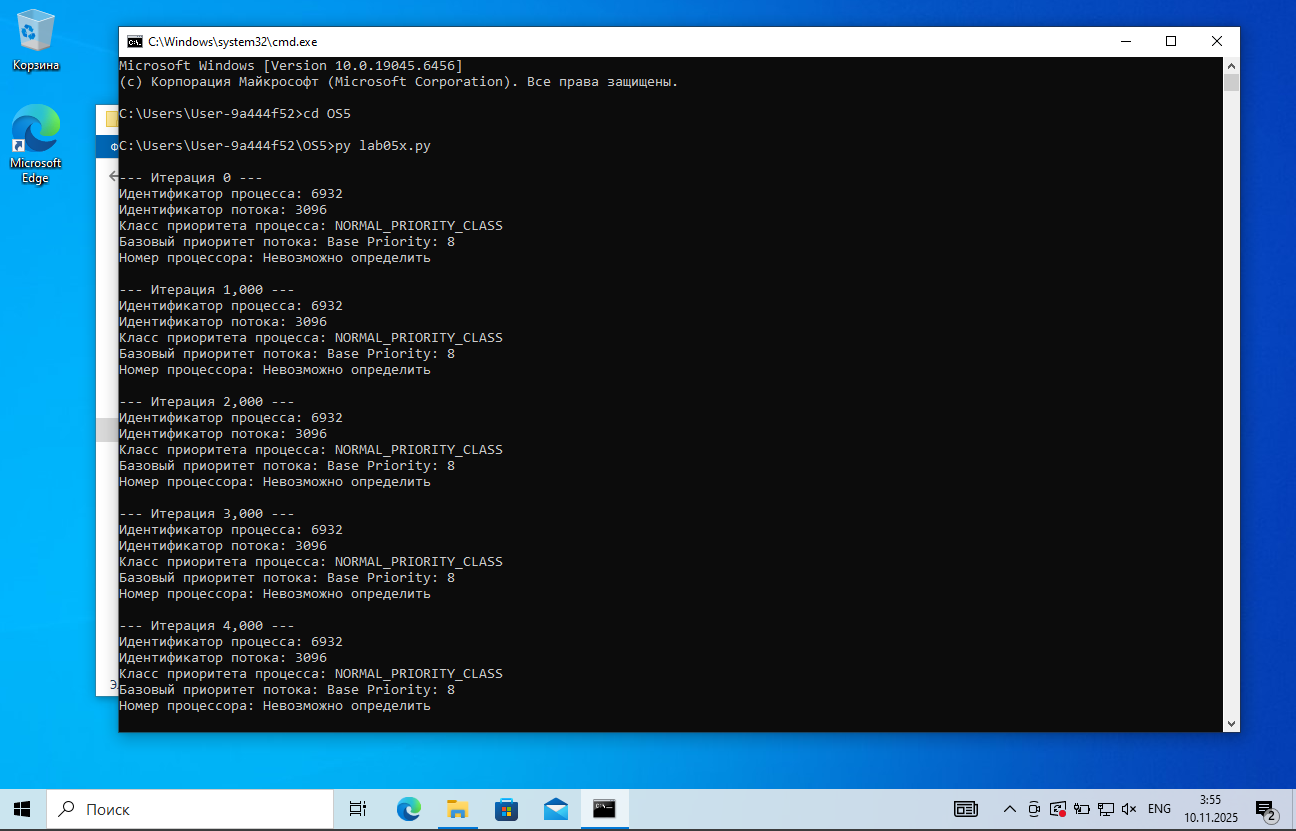 Корзина
Microsoft
Edge
C:\Windows\system32\cmd.exe
Microsoft Windows [Version 10.0.19045.6456]
(c) Корпорация Майкрософт (Microsoft Corporation). Все права защищены.
C:\Users\User-9a444f52>cd OS5
C:\Users\User-9a444f52\OS5>py lab05x.py
--- Итерация 0 ---
Идентификатор процесса: 6932
Идентификатор потока: 3096
Класс приоритета процесса: NORMAL_PRIORITY_CLASS
Базовый приоритет потока: Base Priority: 8
Номер процессора: Невозможно определить
--- Итерация 1,000 ---
Идентификатор процесса: 6932
Идентификатор потока: 3096
Класс приоритета процесса: NORMAL_PRIORITY_CLASS
Базовый приоритет потока: Base Priority: 8
Номер процессора: Невозможно определить
--- Итерация 2,000 ---
Идентификатор процесса: 6932
Идентификатор потока: 3096
Класс приоритета процесса: NORMAL_PRIORITY_CLASS
Базовый приоритет потока: Base Priority: 8
Номер процессора: Невозможно определить
--- Итерация 3,000 ---
Идентификатор процесса: 6932
Идентификатор потока: 3096
Класс приоритета процесса: NORMAL_PRIORITY_CLASS
Базовый приоритет потока: Base Priority: 8
Номер процессора: Невозможно определить
--- Итерация 4,000 ---
Идентификатор процесса: 6932
Идентификатор потока: 3096
Класс приоритета процесса: NORMAL_PRIORITY_CLASS
Базовый приоритет потока: Base Priority: 8
Номер процессора: Невозможно определить
Поиск
ENG
3:55
10.11.2025
2